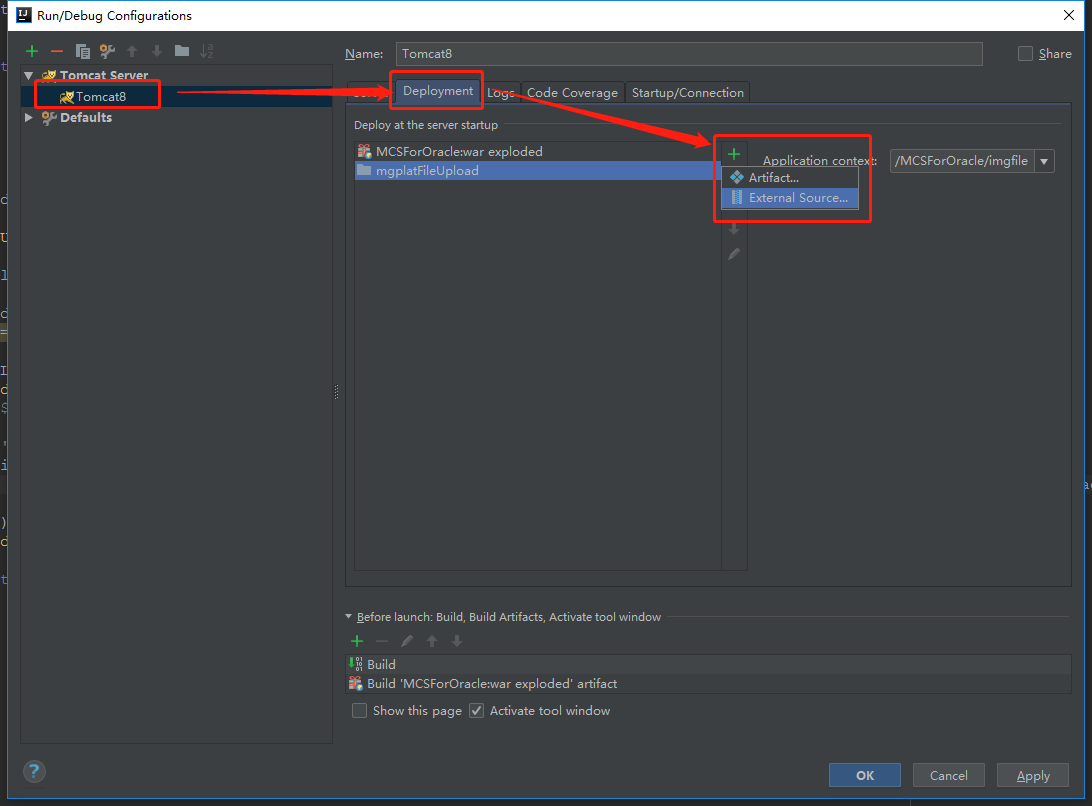 Run/Debug Configurations
Tomcat Server
Tomcat8
Defaults
Name: Tomcat8
Share
Deployment Logs Code Coverage Startup/Connection
Deploy at the server startup
MCSForOracle:war exploded
mgplatFileUpload
Application context: /MCSForOracle/imgfile
Artifact...
External Source...
Before launch: Build, Build Artifacts, Activate tool window
Build
Build 'MCSForOracle:war exploded' artifact
Show this page Activate tool window
?
OK Cancel Apply